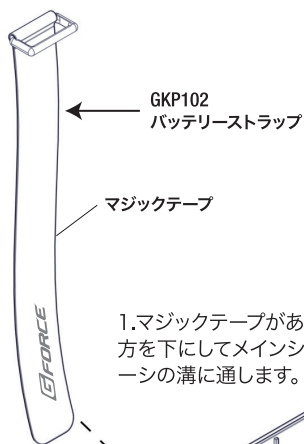 GKP102
バッテリーストラップ
マジックテープ
G FORCE
1.マジックテープがあ
方を下にしてメインシ
ーシの溝に通します。